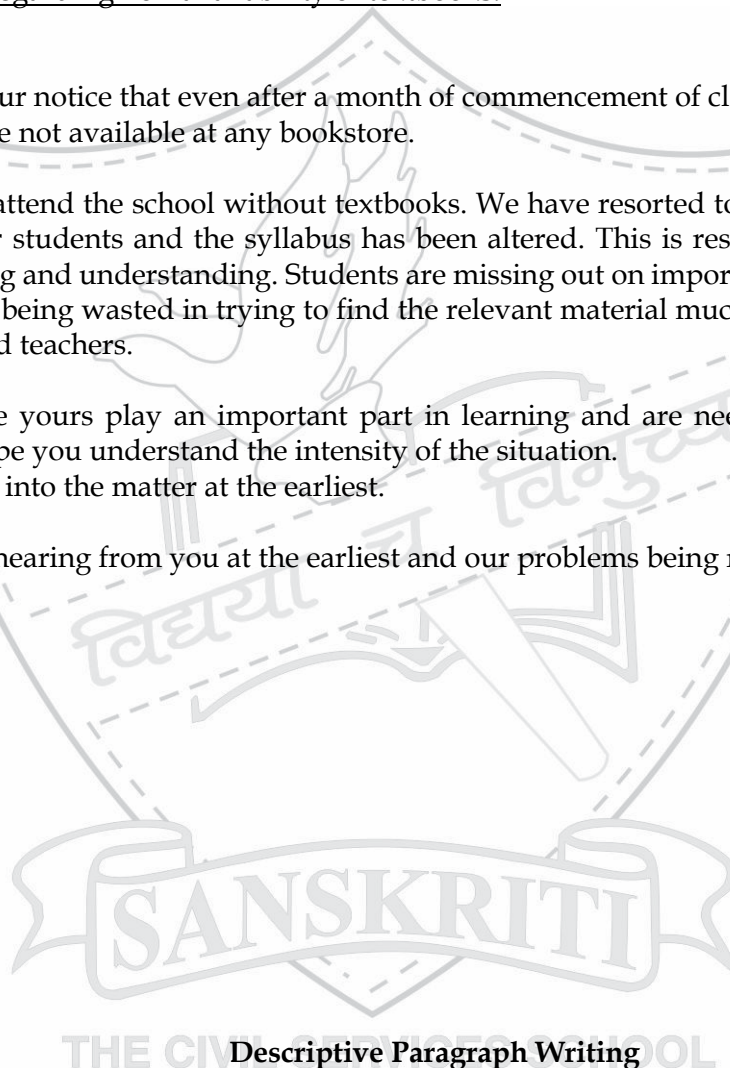 ur notice that even after a month of commencement of cl
e not available at any bookstore.
attend the school without textbooks. We have resorted to
r students and the syllabus has been altered. This is res
g and understanding. Students are missing out on impor
being wasted in trying to find the relevant material muc
d teachers.
e yours play an important part in learning and are nee
pe you understand the intensity of the situation.
into the matter at the earliest.
hearing from you at the earliest and our problems being
विद्यया च विमुच्य
SANSKRITI
THE CIVIL SERVICES SCHOOL
Descriptive Paragraph Writing